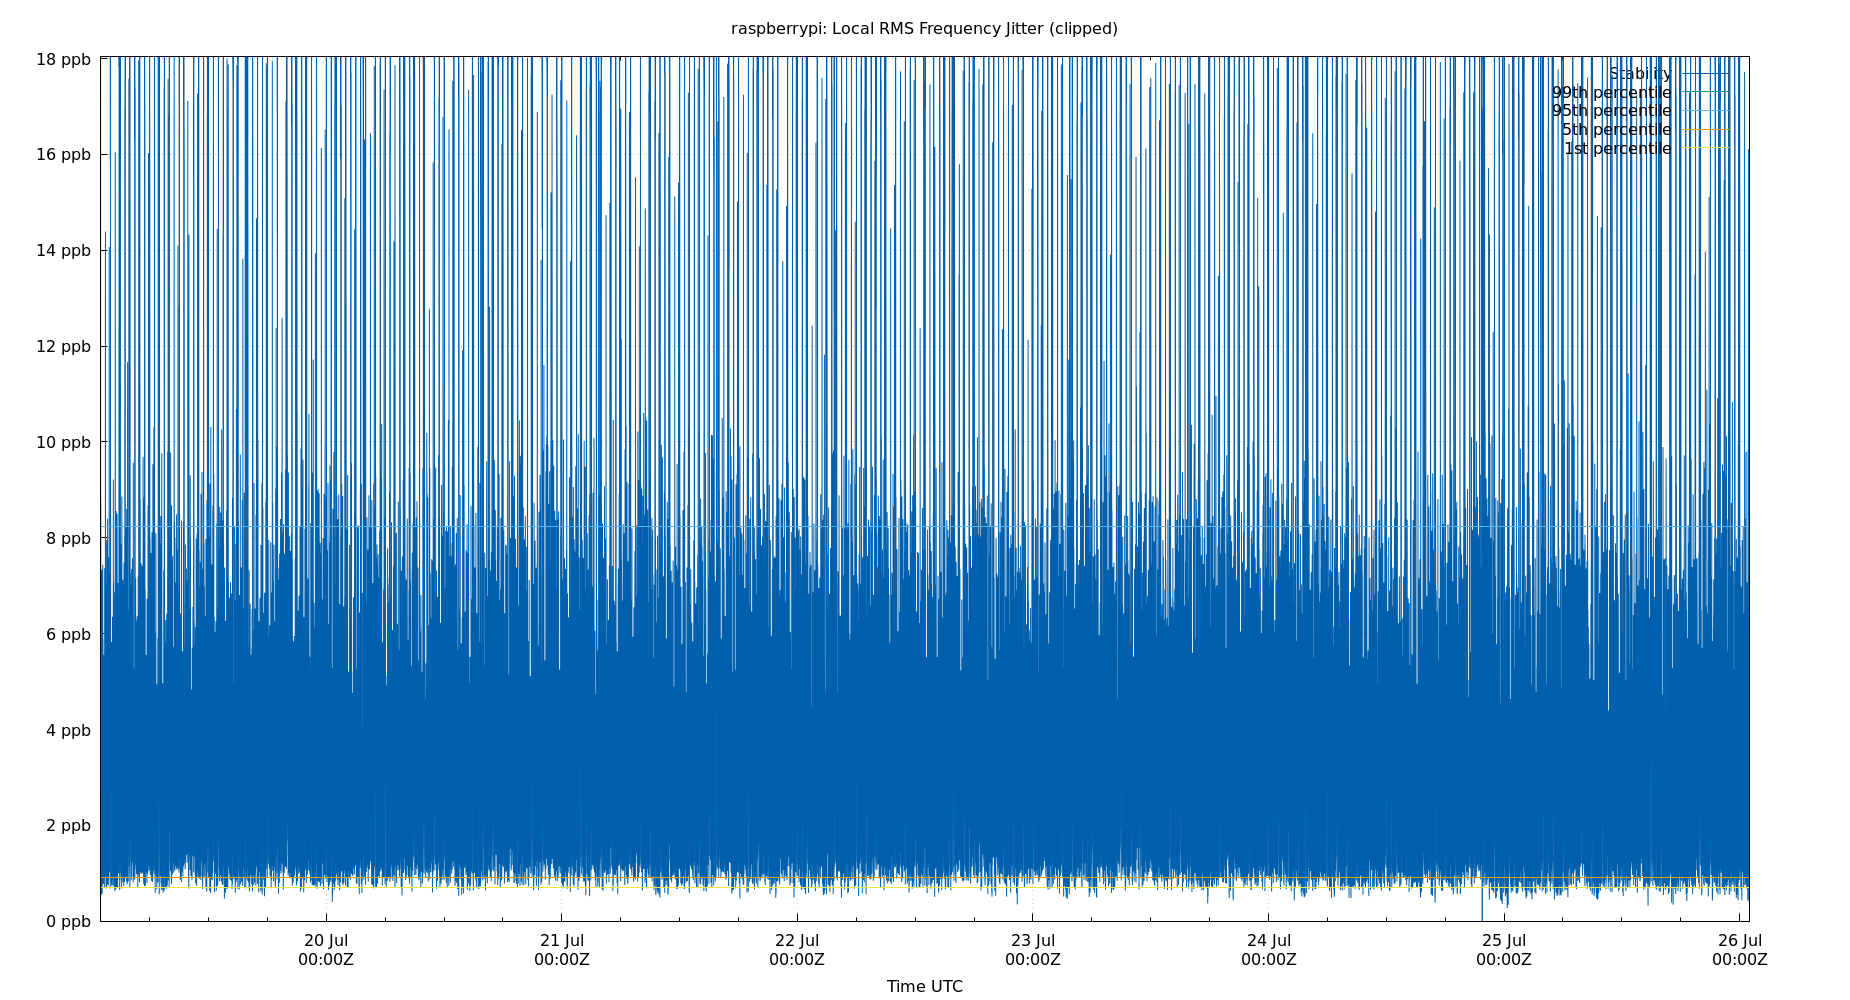 raspberrypi: Local RMS Frequency Jitter (clipped)
18 ppb
16 ppb
14 ppb
12 ppb
10 ppb
8 ppb
6 ppb
4 ppb
2 ppb
0 ppb
Stability
99th percentile
95th percentile
5th percentile
1st percentile
20 Jul
00:00Z
21 Jul
00:00Z
22 Jul
00:00Z
23 Jul
00:00Z
24 Jul
00:00Z
25 Jul
00:00Z
26 Jul
00:00Z
Time UTC